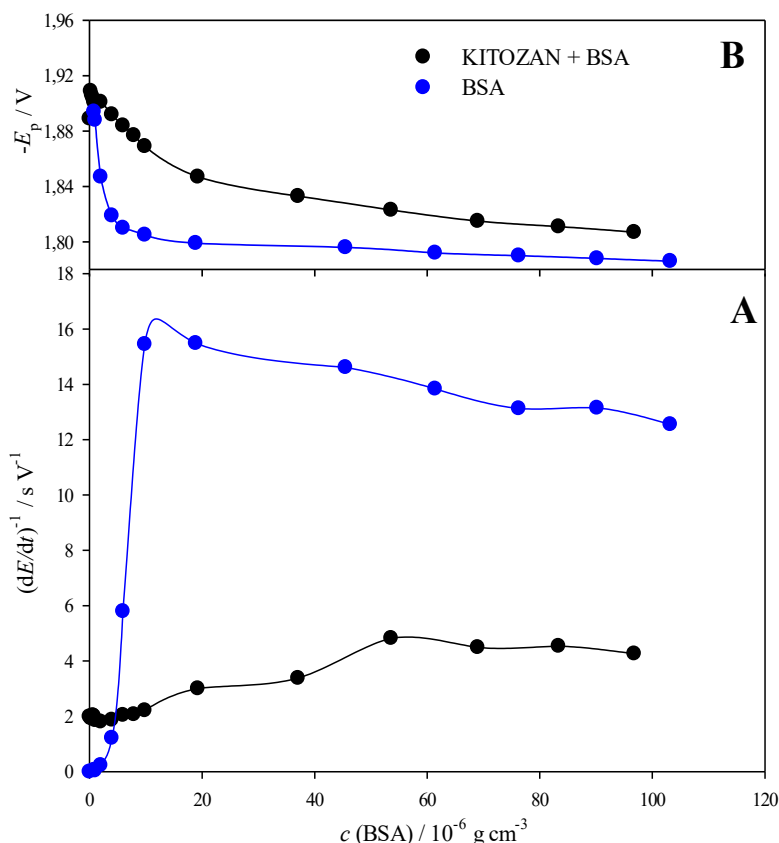 1,96
B
KITOZAN + BSA
1,92
BSA
-Eₚ / V
1,88
1,84
1,80
18
A
16
14
12
(dE/dt)⁻¹ / s V⁻¹
10
8
6
4
2
0
0 20 40 60 80 100 120
c (BSA) / 10⁻⁶ g cm⁻³